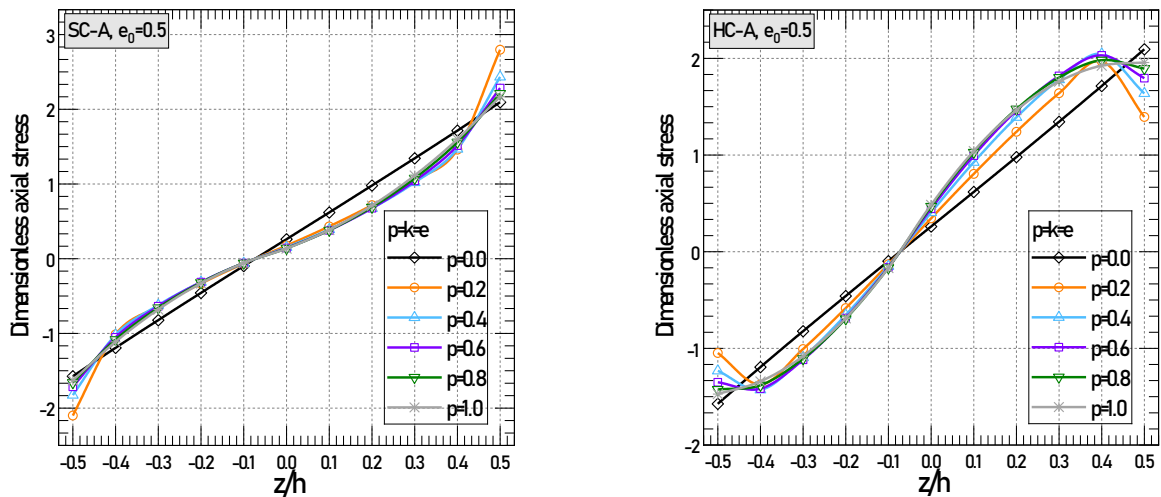 SC-A, e₀=0.5
Dimensionless axial stress
3
2
1
0
-1
-2
p=k=e
p=0.0
p=0.2
p=0.4
p=0.6
p=0.8
p=1.0
-0.5 -0.4 -0.3 -0.2 -0.1 0.0 0.1 0.2 0.3 0.4 0.5
z/h
HC-A, e₀=0.5
Dimensionless axial stress
2
1
0
-1
-2
p=k=e
p=0.0
p=0.2
p=0.4
p=0.6
p=0.8
p=1.0
-0.5 -0.4 -0.3 -0.2 -0.1 0.0 0.1 0.2 0.3 0.4 0.5
z/h